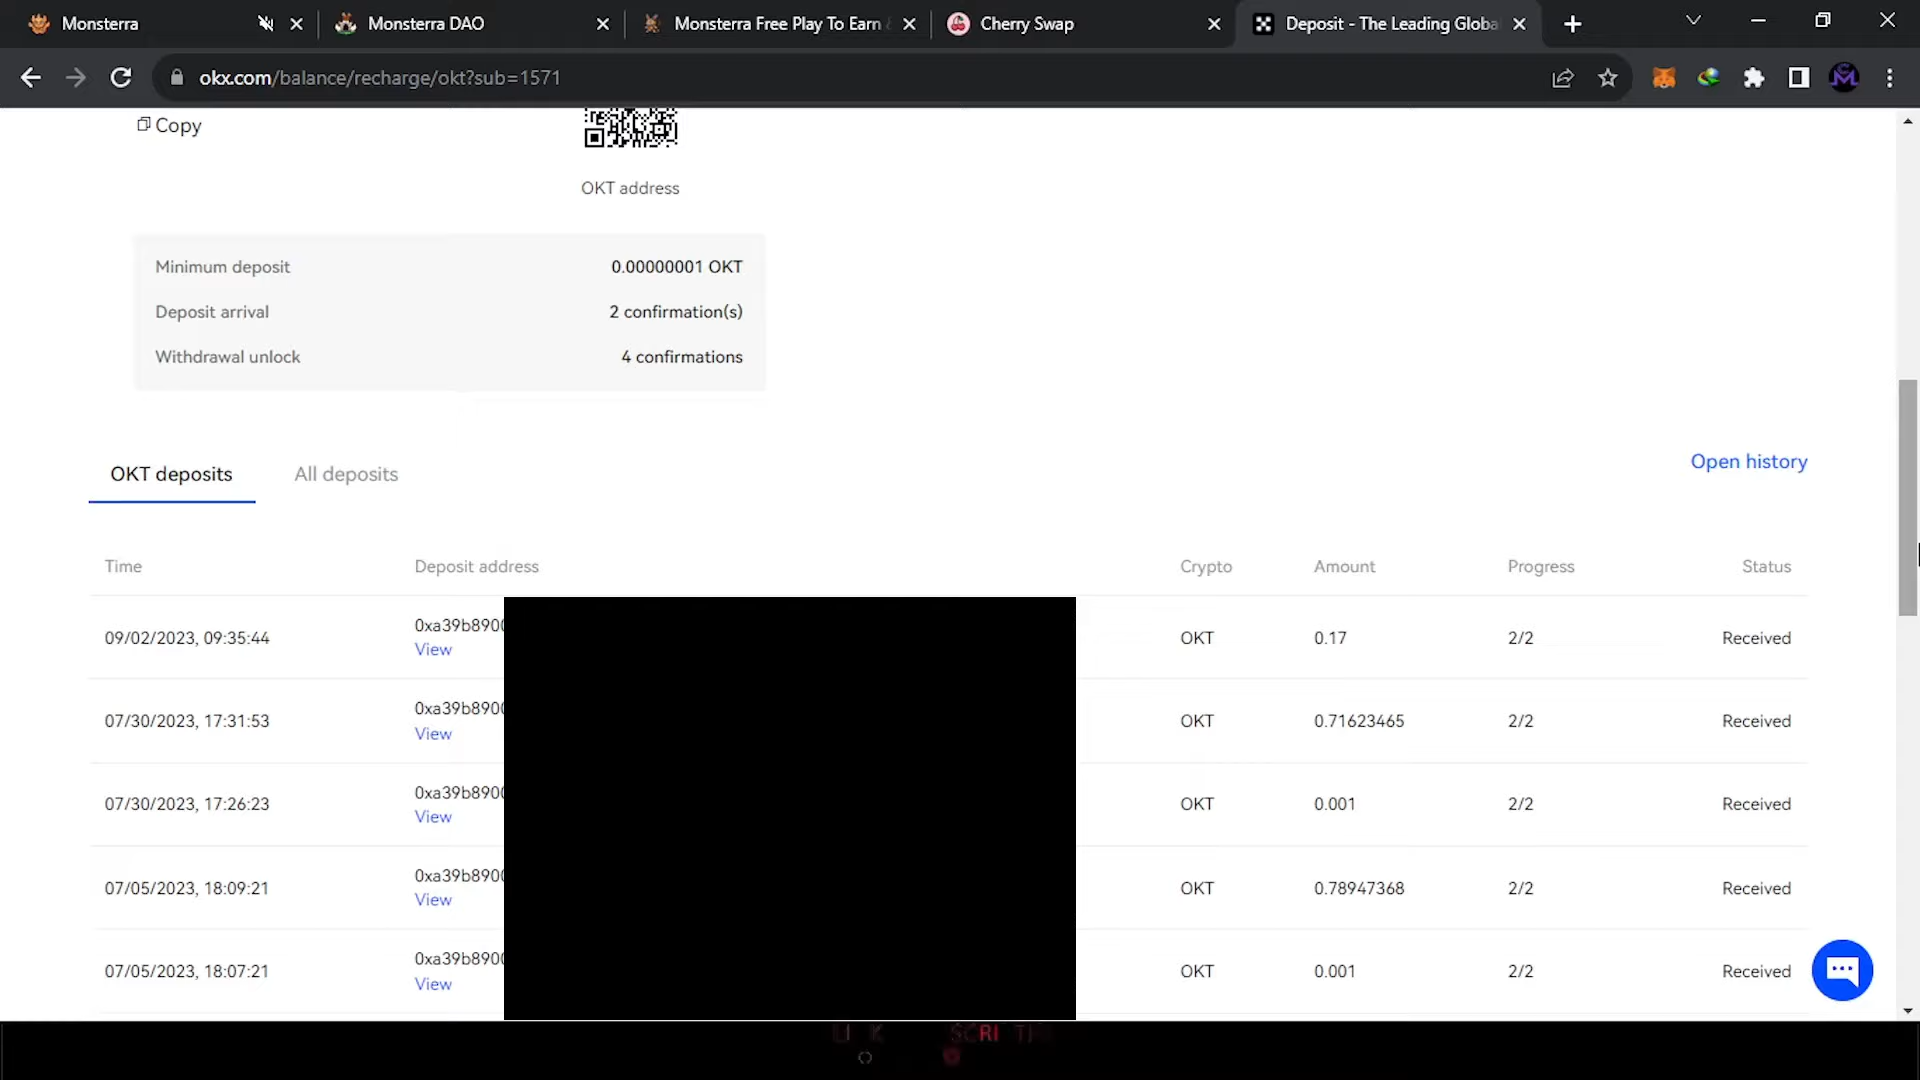 Monsterra
Monsterra DAO
Monsterra Free Play To Earn
Cherry Swap
Deposit - The Leading Globa
okx.com/balance/recharge/okt?sub=1571
Copy
OKT address
Minimum deposit 0.00000001 OKT
Deposit arrival 2 confirmation(s)
Withdrawal unlock 4 confirmations
OKT deposits All deposits Open history
Time Deposit address Crypto Amount Progress Status
09/02/2023, 09:35:44 0xa39b890 OKT 0.17 2/2 Received
View
07/30/2023, 17:31:53 0xa39b890 OKT 0.71623465 2/2 Received
View
07/30/2023, 17:26:23 0xa39b890 OKT 0.001 2/2 Received
View
07/05/2023, 18:09:21 0xa39b890 OKT 0.78947368 2/2 Received
View
07/05/2023, 18:07:21 0xa39b890 OKT 0.001 2/2 Received
View